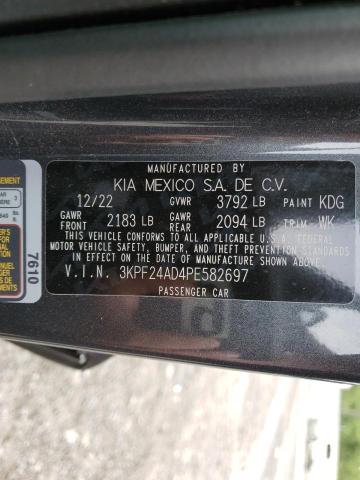 MANUFACTURED BY
KIA MEXICO S.A. DE C.V.
12/22 GVWR 3792 LB PAINT KDG
GAWR FRONT 2183 LB GAWR REAR 2094 LB TRIM WK
THIS VEHICLE CONFORMS TO ALL APPLICABLE U.S.A. FEDERAL
MOTOR VEHICLE SAFETY, BUMPER, AND THEFT PREVENTION STANDARDS
IN EFFECT ON THE DATE OF MANUFACTURE SHOWN ABOVE.
V.I.N. 3KPF24AD4PE582697
PASSENGER CAR
7610